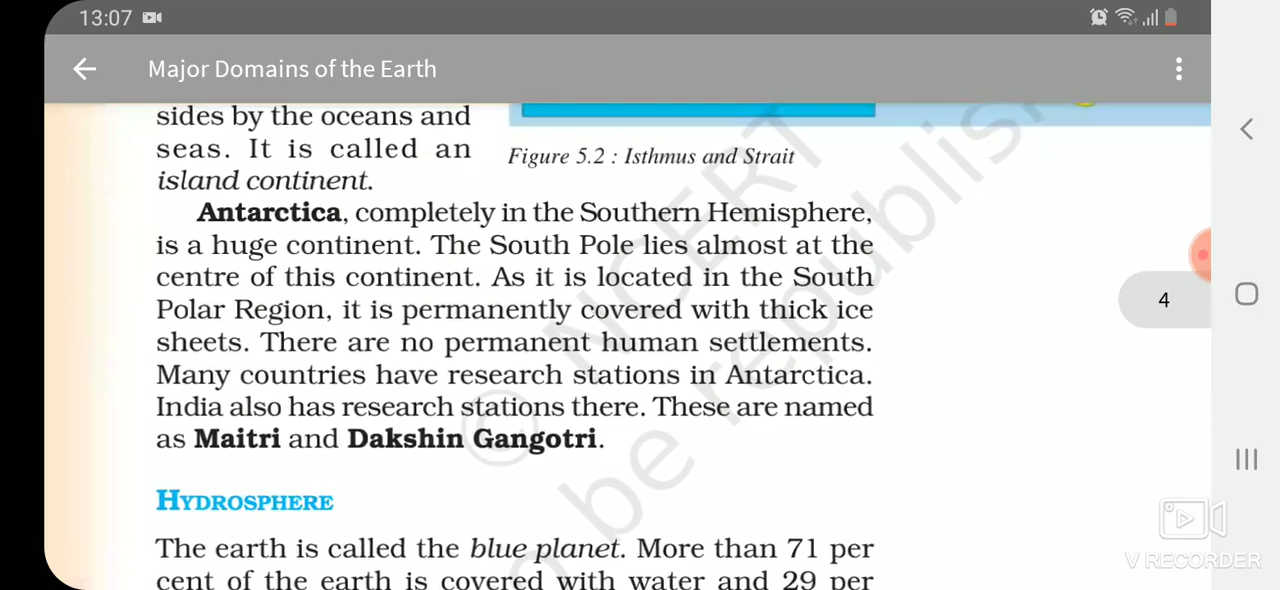 13:07
Major Domains of the Earth
sides by the oceans and
seas. It is called an
island continent.
Figure 5.2 : Isthmus and Strait
Antarctica, completely in the Southern Hemisphere,
is a huge continent. The South Pole lies almost at the
centre of this continent. As it is located in the South
Polar Region, it is permanently covered with thick ice
sheets. There are no permanent human settlements.
Many countries have research stations in Antarctica.
India also has research stations there. These are named
as Maitri and Dakshin Gangotri.
HYDROSPHERE
The earth is called the blue planet. More than 71 per
cent of the earth is covered with water and 29 per
4
© NCERT
be republis
V RECORDER